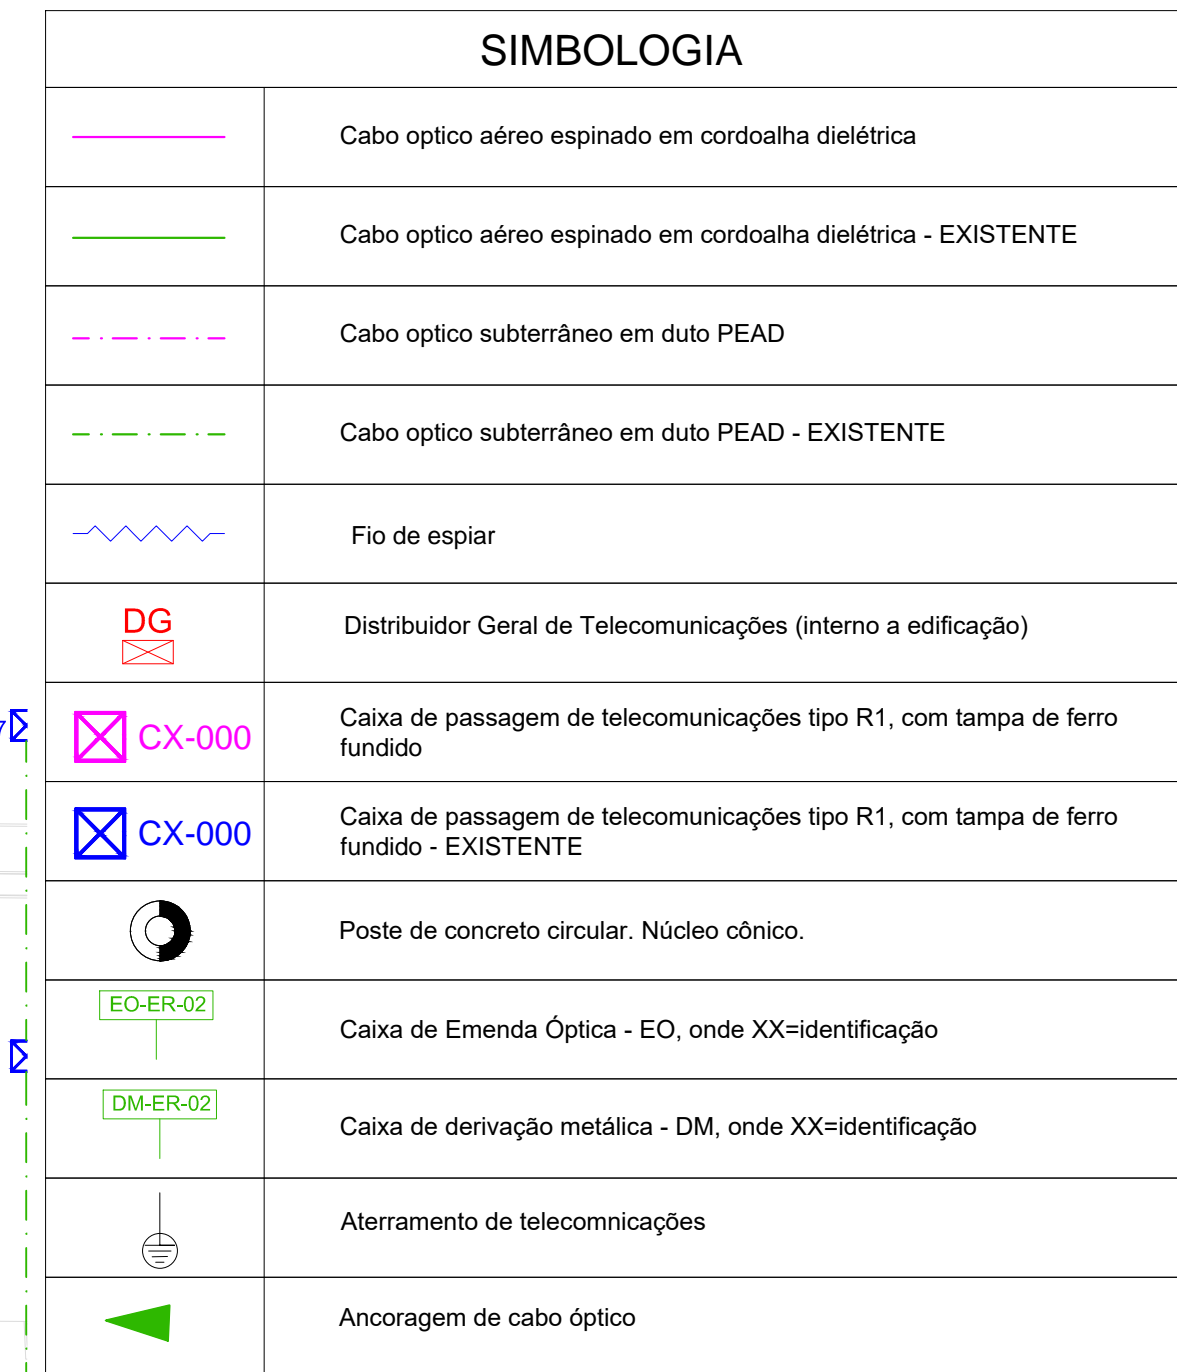 SIMBOLOGIA
Cabo optico aéreo espinado em cordoalha dielétrica
Cabo optico aéreo espinado em cordoalha dielétrica - EXISTENTE
Cabo optico subterrâneo em duto PEAD
Cabo optico subterrâneo em duto PEAD - EXISTENTE
Fio de espiar
DG
Distribuidor Geral de Telecomunicações (interno a edificação)
CX-000
Caixa de passagem de telecomunicações tipo R1, com tampa de ferro
fundido
CX-000
Caixa de passagem de telecomunicações tipo R1, com tampa de ferro
fundido - EXISTENTE
Poste de concreto circular. Núcleo cônico.
EO-ER-02
Caixa de Emenda Óptica - EO, onde XX=identificação
DM-ER-02
Caixa de derivação metálica - DM, onde XX=identificação
Aterramento de telecomnicações
Ancoragem de cabo óptico